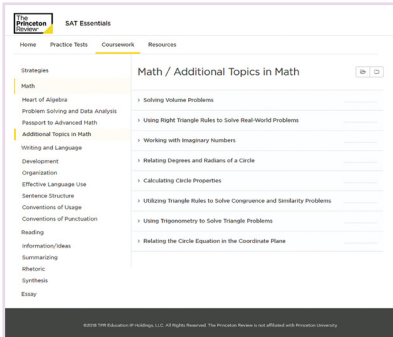 The
Princeton
Review
SAT Essentials
Home Practice Tests Coursework Resources
Strategies
Math
Heart of Algebra
Problem Solving and Data Analysis
Passport to Advanced Math
Additional Topics in Math
Writing and Language
Development
Organization
Effective Language Use
Sentence Structure
Conventions of Usage
Conventions of Punctuation
Reading
Information/Ideas
Summarizing
Rhetoric
Synthesis
Essay
Math / Additional Topics in Math
› Solving Volume Problems
› Using Right Triangle Rules to Solve Real-World Problems
› Working with Imaginary Numbers
› Relating Degrees and Radians of a Circle
› Calculating Circle Properties
› Utilizing Triangle Rules to Solve Congruence and Similarity Problems
› Using Trigonometry to Solve Triangle Problems
› Relating the Circle Equation in the Coordinate Plane
©2018 TPR Education IP Holdings, LLC. All Rights Reserved. The Princeton Review is not affiliated with Princeton University